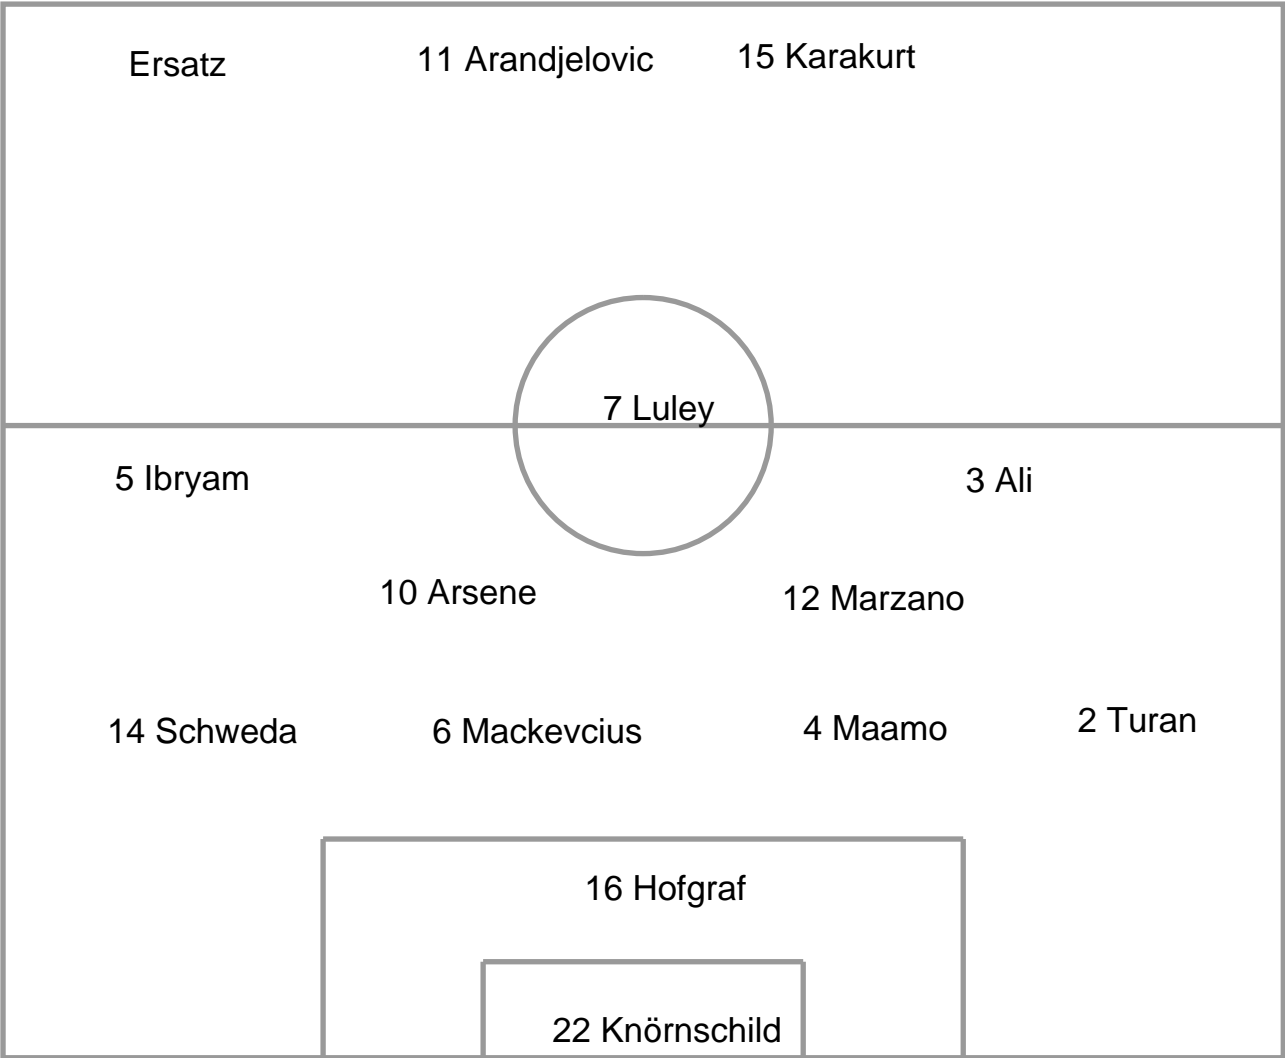 Ersatz 11 Arandjelovic 15 Karakurt
7 Luley
5 Ibryam 3 Ali
10 Arsene 12 Marzano
14 Schweda 6 Mackevcius 4 Maamo 2 Turan
16 Hofgraf
22 Knörnschild